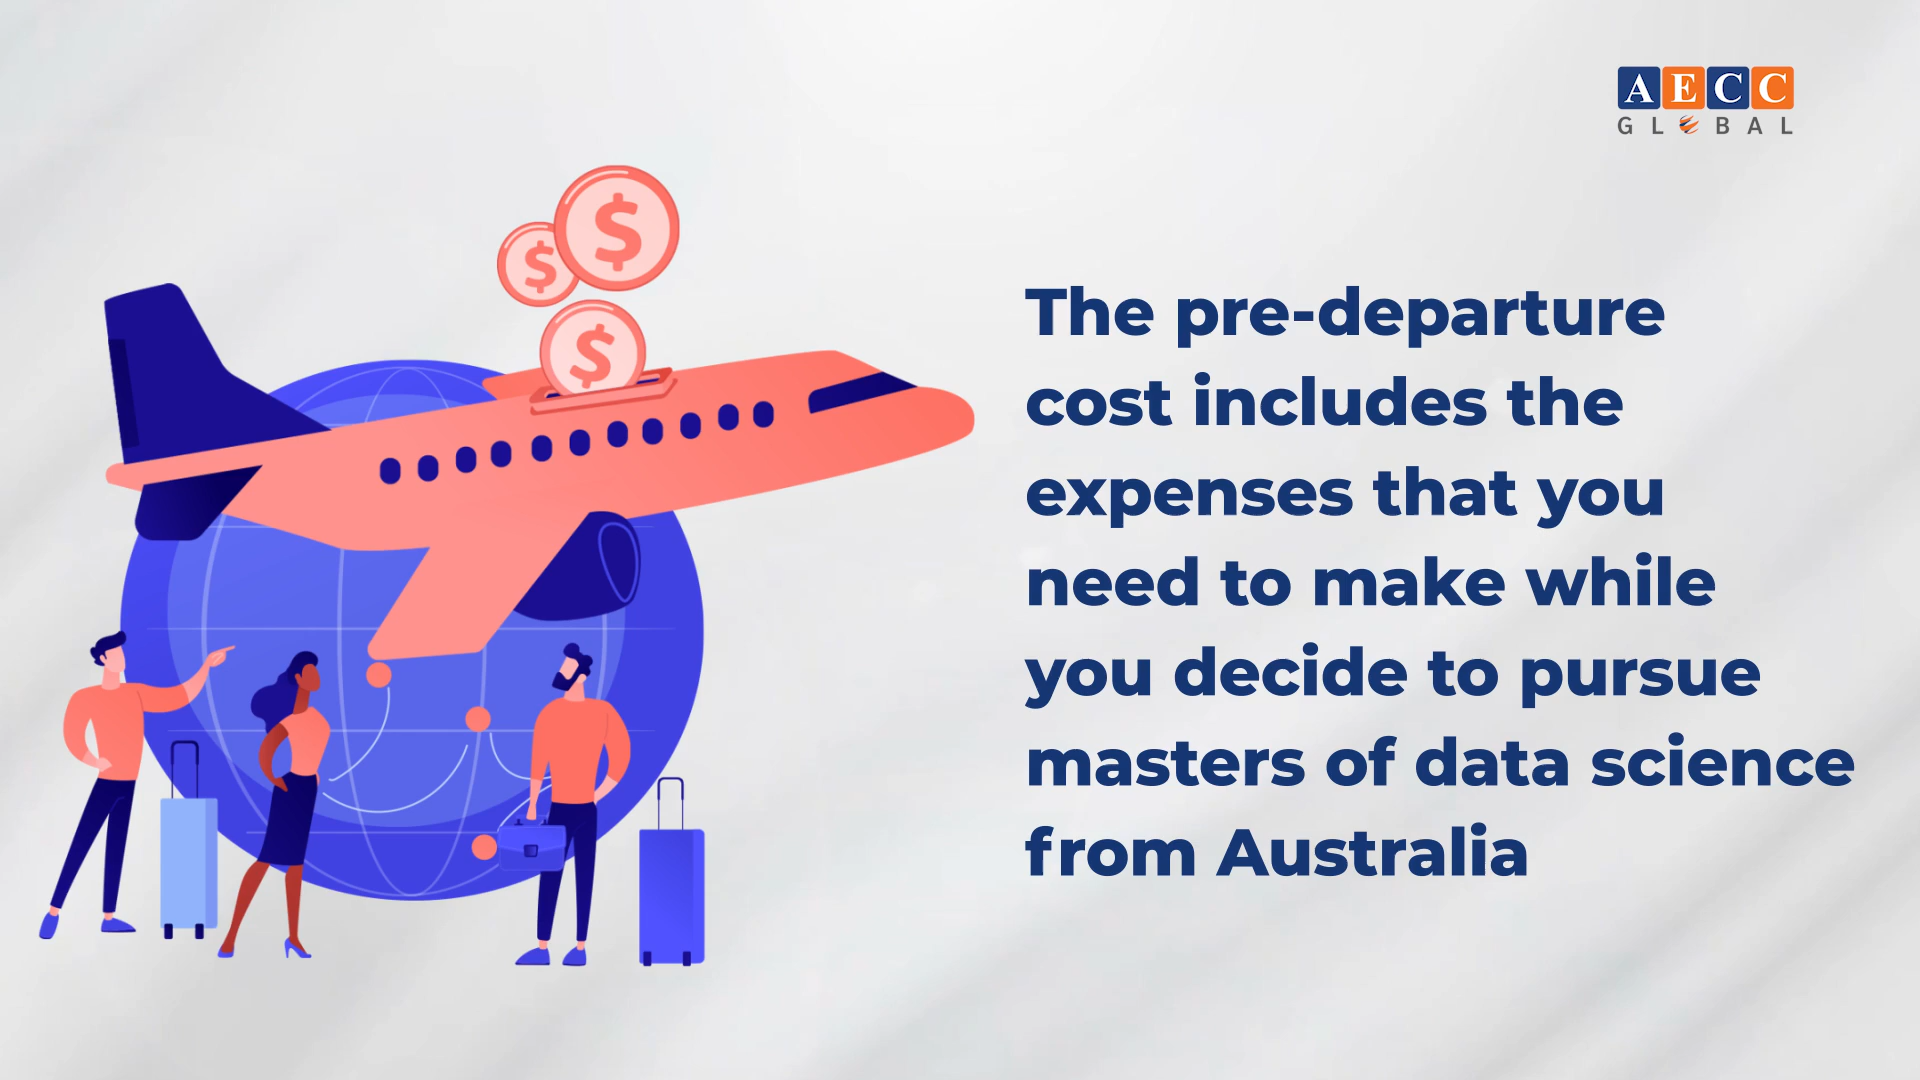 AECC
GLOBAL
The pre-departure
cost includes the
expenses that you
need to make while
you decide to pursue
masters of data science
from Australia
$
$
$